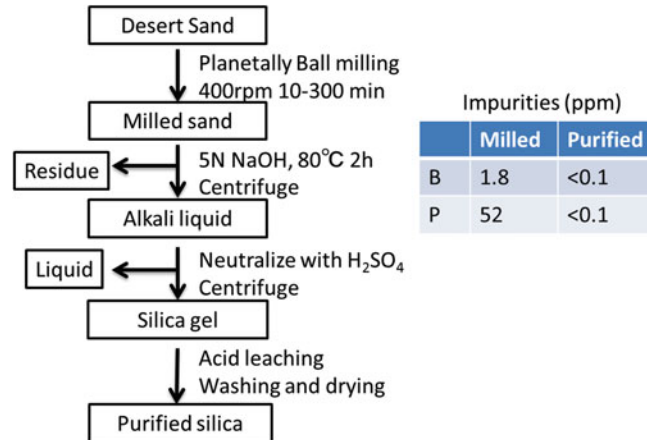 Desert Sand
Planetally Ball milling
400rpm 10-300 min
Milled sand
Residue
5N NaOH, 80℃ 2h
Centrifuge
Alkali liquid
Liquid
Neutralize with H₂SO₄
Centrifuge
Silica gel
Acid leaching
Washing and drying
Purified silica
Impurities (ppm)
Milled Purified
B 1.8 <0.1
P 52 <0.1